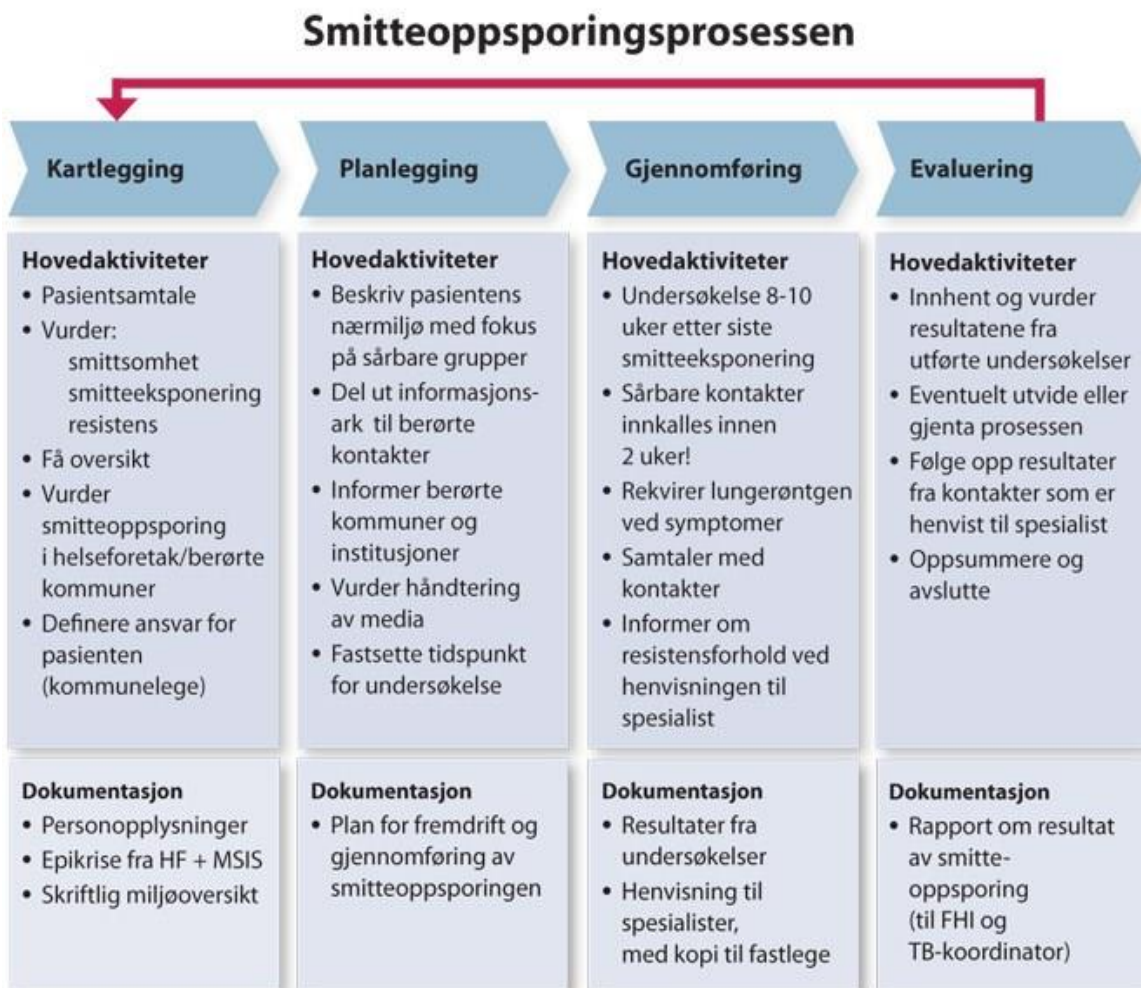 Smitteoppsporingsprosessen
Kartlegging
Hovedaktiviteter
• Pasientsamtale
• Vurder:
smittsomhet
smitteeksponering
resistens
• Få oversikt
• Vurder
smitteoppsporing
i helseforetak/berørte
kommuner
• Definere ansvar for
pasienten
(kommunelege)
Dokumentasjon
• Personopplysninger
• Epikrise fra HF + MSIS
• Skriftlig miljøoversikt
Planlegging
Hovedaktiviteter
• Beskriv pasientens
nærmiljø med fokus
på sårbare grupper
• Del ut informasjons-
ark til berørte
kontakter
• Informer berørte
kommuner og
institusjoner
• Vurder håndtering
av media
• Fastsette tidspunkt
for undersøkelse
Dokumentasjon
• Plan for fremdrift og
gjennomføring av
smitteoppsporingen
Gjennomføring
Hovedaktiviteter
• Undersøkelse 8-10
uker etter siste
smitteeksponering
• Sårbare kontakter
innkalles innen
2 uker!
• Rekvirer lungerøntgen
ved symptomer
• Samtaler med
kontakter
• Informer om
resistensforhold ved
henvisningen til
spesialist
Dokumentasjon
• Resultater fra
undersøkelser
• Henvisning til
spesialister,
med kopi til fastlege
Evaluering
Hovedaktiviteter
• Innhent og vurder
resultatene fra
utførte undersøkelser
• Eventuelt utvide eller
gjenta prosessen
• Følge opp resultater
fra kontakter som er
henvist til spesialist
• Oppsummere og
avslutte
Dokumentasjon
• Rapport om resultat
av smitte-
oppsporing
(til FHI og
TB-koordinator)